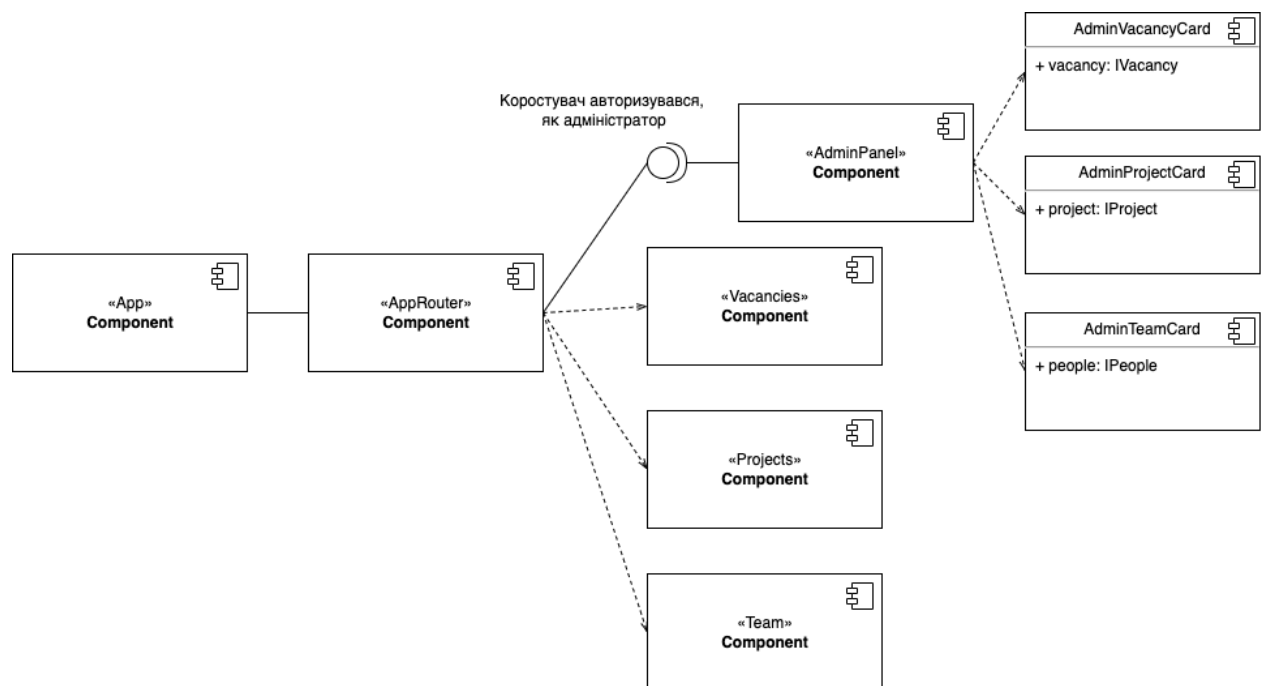 AdminVacancyCard
+ vacancy: IVacancy
Коростувач авторизувався,
як адміністратор
«AdminPanel»
Component
AdminProjectCard
+ project: IProject
«App»
Component
«AppRouter»
Component
«Vacancies»
Component
AdminTeamCard
+ people: IPeople
«Projects»
Component
«Team»
Component